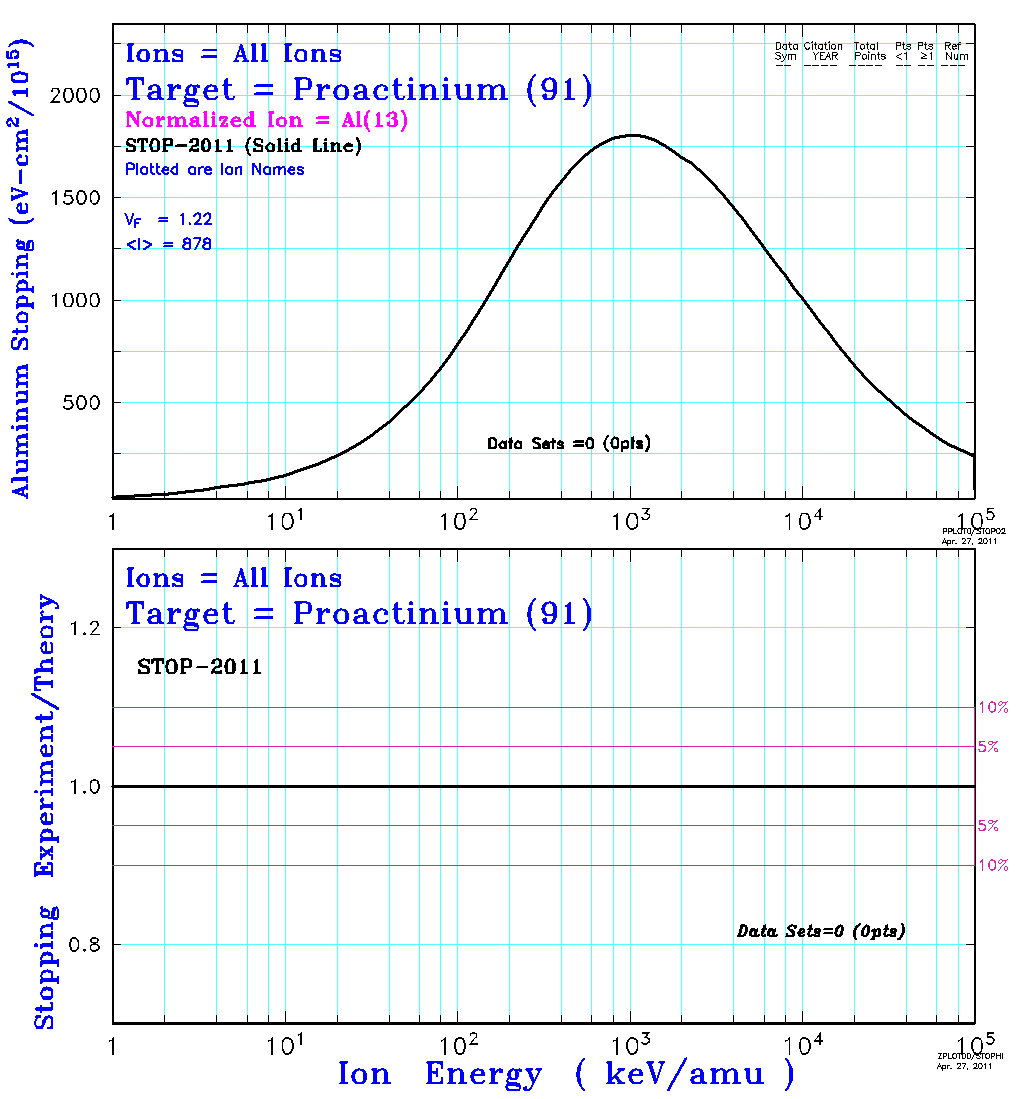 Ions = All Ions
Target = Proactinium (91)
Normalized Ion = Al(13)
STOP-2011 (Solid Line)
Plotted are Ion Names
V_F = 1.22
<I> = 878
Data Citation Total Pts Pts Ref
Sym YEAR Points <1 ≥1 Num
Aluminum Stopping (eV-cm²/10¹⁵)
2000
1500
1000
500
Data Sets =0 (0pts)
1 10¹ 10² 10³ 10⁴ 10⁵
PPLOT0/STOP02
Apr. 27, 2011
Ions = All Ions
Target = Proactinium (91)
STOP-2011
Stopping Experiment/Theory
1.2
1.0
0.8
10%
5%
5%
10%
Data Sets=0 (0pts)
1 10¹ 10² 10³ 10⁴ 10⁵
ZPLOT0D/STOPHI
Apr. 27, 2011
Ion Energy ( keV/amu )